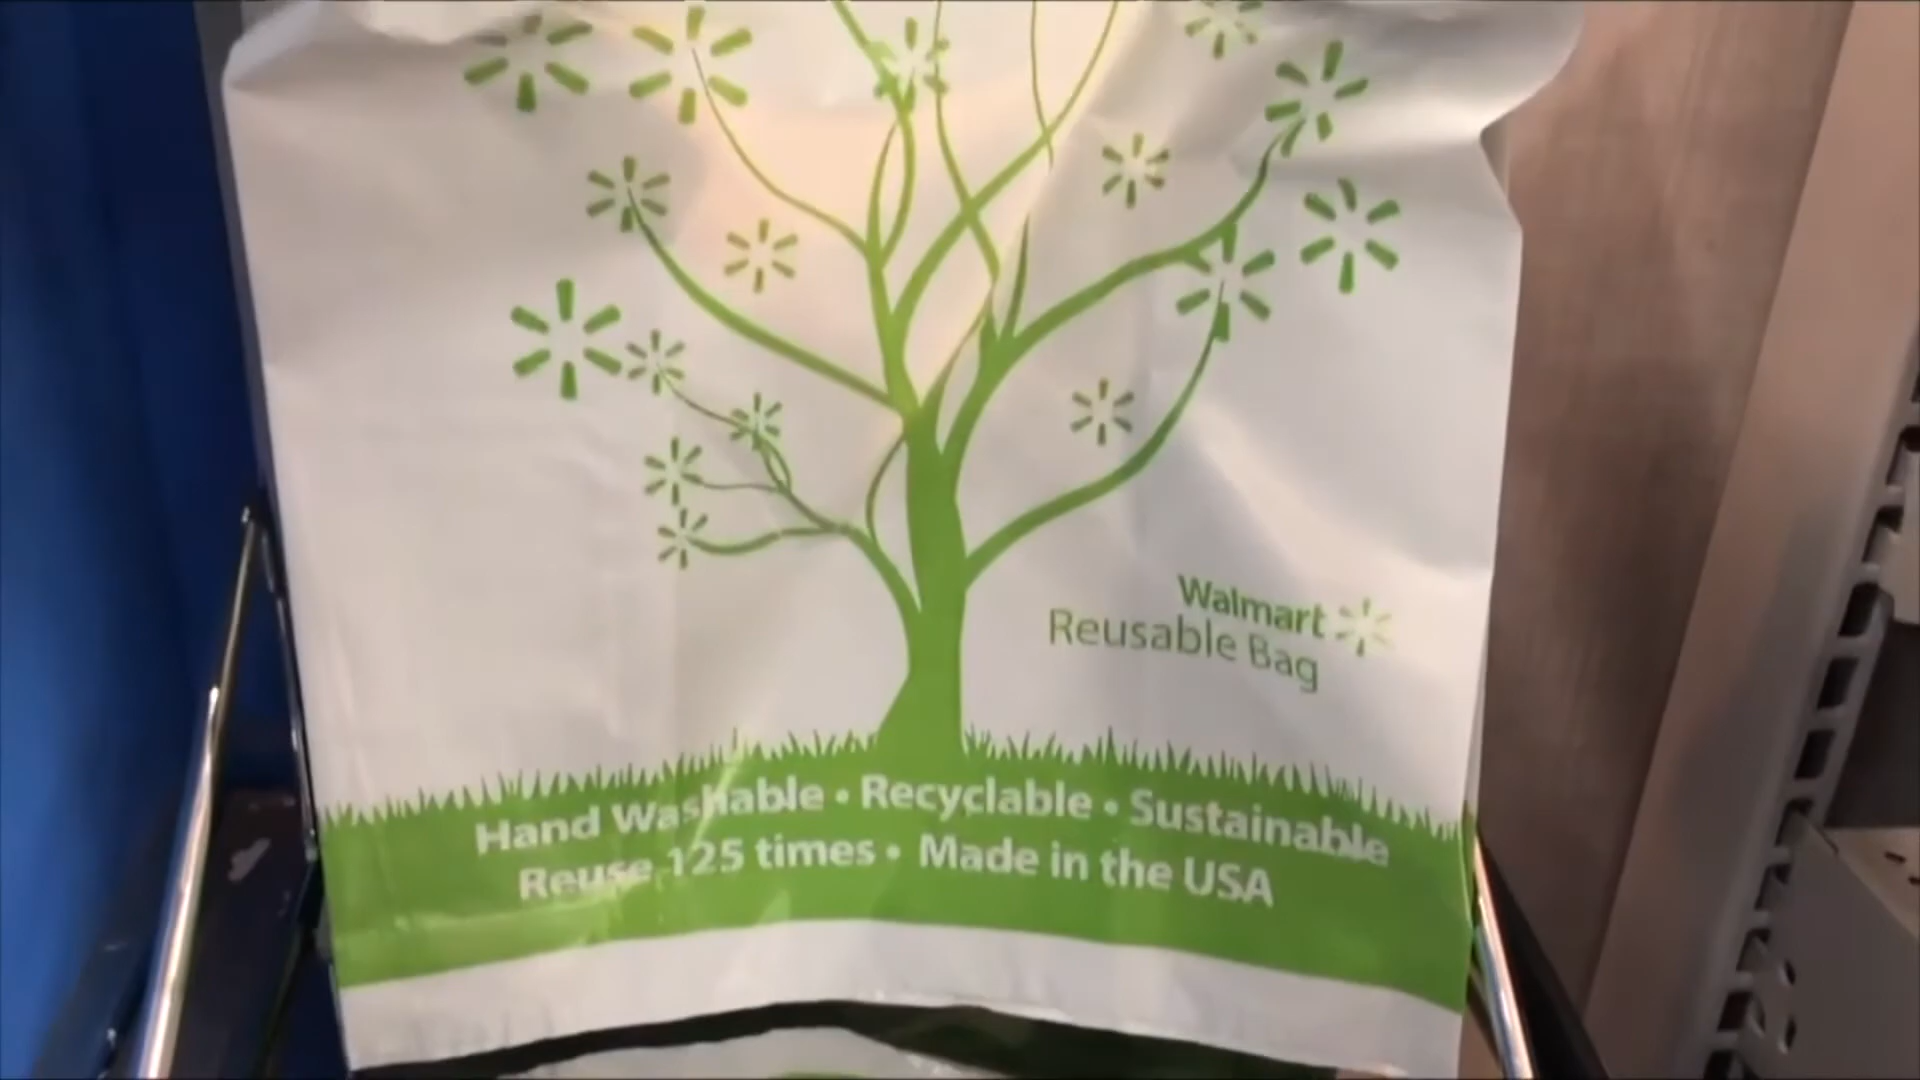 Walmart
Reusable Bag
Hand Washable • Recyclable • Sustainable
Reuse 125 times • Made in the USA